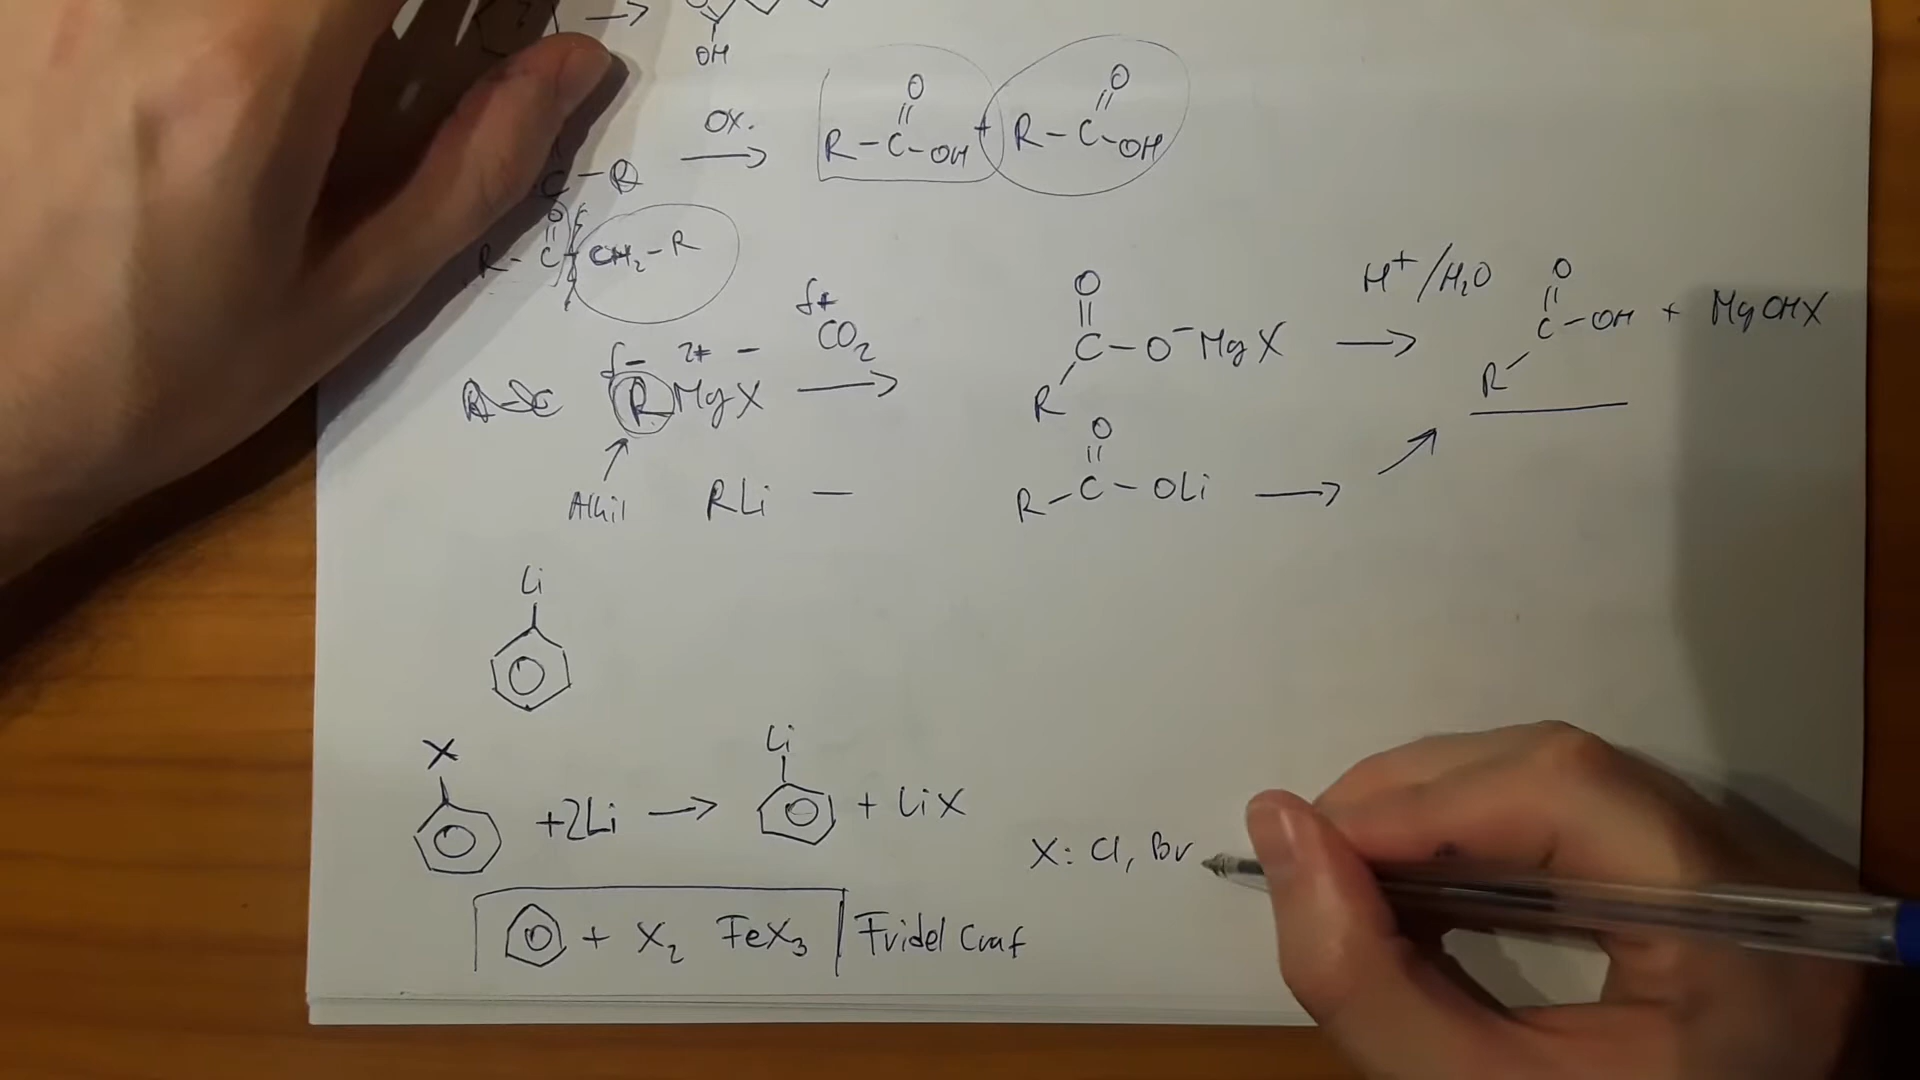 OH
OX. R-C(=O)-OH + R-C(=O)-OH
C-R
R-C(=O) CH₂-R
δ- 2+ - δ+ CO₂ H⁺/H₂O
RMgX → R-C(=O)-O⁻MgX → R-C(=O)-OH + MgOHX
Alkil RLi — R-C(=O)-OLi →
Li
X Li
+2Li → + LiX
X: Cl, Br
+ X₂ FeX₃ Fridel Craf